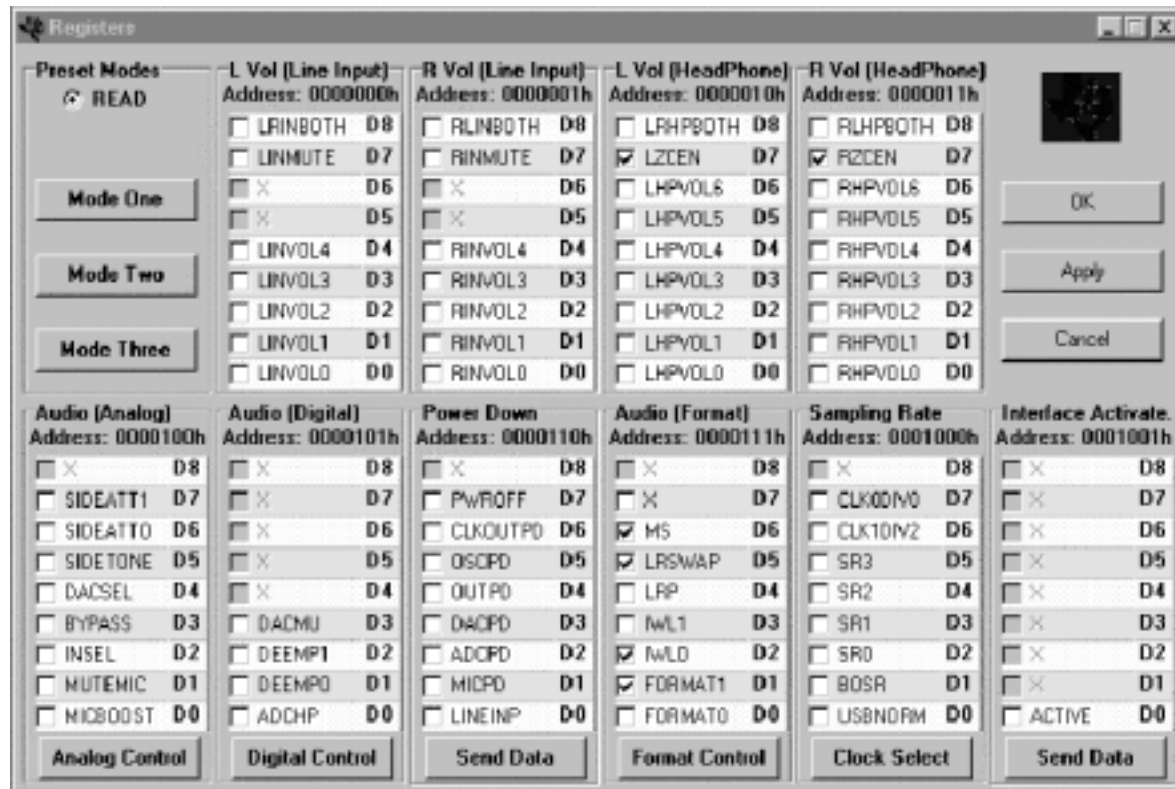 Registers
Preset Modes
READ
Mode One
Mode Two
Mode Three
L Vol (Line Input)
Address: 0000000h
LRINBOTH D8
LINMUTE D7
X D6
X D5
LINVOL4 D4
LINVOL3 D3
LINVOL2 D2
LINVOL1 D1
LINVOL0 D0
R Vol (Line Input)
Address: 0000001h
RLINBOTH D8
RINMUTE D7
X D6
X D5
RINVOL4 D4
RINVOL3 D3
RINVOL2 D2
RINVOL1 D1
RINVOL0 D0
L Vol (HeadPhone)
Address: 0000010h
LRHPBOTH D8
LZCEN D7
LHPVOL6 D6
LHPVOL5 D5
LHPVOL4 D4
LHPVOL3 D3
LHPVOL2 D2
LHPVOL1 D1
LHPVOL0 D0
R Vol (HeadPhone)
Address: 0000011h
RLHPBOTH D8
RZCEN D7
RHPVOL6 D6
RHPVOL5 D5
RHPVOL4 D4
RHPVOL3 D3
RHPVOL2 D2
RHPVOL1 D1
RHPVOL0 D0
OK
Apply
Cancel
Audio (Analog)
Address: 0000100h
X D8
SIDEATT1 D7
SIDEATT0 D6
SIDETONE D5
DACSEL D4
BYPASS D3
INSEL D2
MUTEMIC D1
MICBOOST D0
Analog Control
Audio (Digital)
Address: 0000101h
X D8
X D7
X D6
X D5
X D4
DACMU D3
DEEMP1 D2
DEEMP0 D1
ADCHP D0
Digital Control
Power Down
Address: 0000110h
X D8
PWROFF D7
CLKOUTPD D6
OSCPD D5
OUTPD D4
DACPD D3
ADCPD D2
MICPD D1
LINEINP D0
Send Data
Audio (Format)
Address: 0000111h
X D8
X D7
MS D6
LRSWAP D5
LRP D4
IWL1 D3
IWL0 D2
FORMAT1 D1
FORMAT0 D0
Format Control
Sampling Rate
Address: 0001000h
X D8
CLK0DIV0 D7
CLK1DIV2 D6
SR3 D5
SR2 D4
SR1 D3
SR0 D2
BOSR D1
USBNORM D0
Clock Select
Interface Activate.
Address: 0001001h
X D8
X D7
X D6
X D5
X D4
X D3
X D2
X D1
ACTIVE D0
Send Data